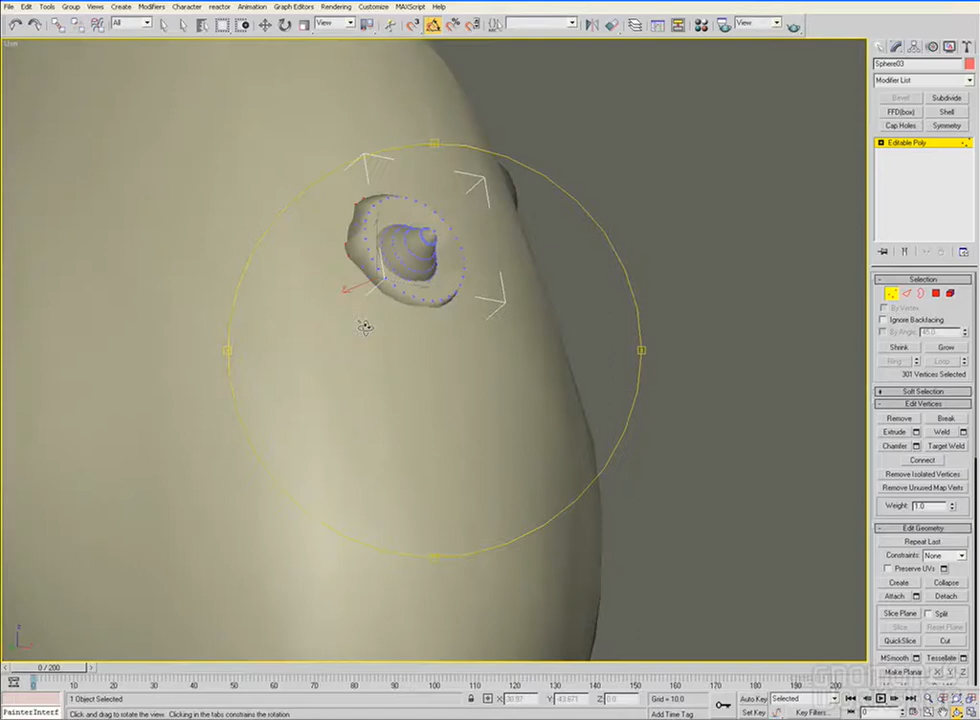 File Edit Tools Group Views Create Modifiers Character reactor Animation Graph Editors Rendering Customize MAXScript Help
All View View
User
Sphere03
Modifier List
Bevel Subdivide
FFD(box) Shell
Cap Holes Symmetry
Editable Poly
Selection
By Vertex
Ignore Backfacing
By Angle: 45.0
Shrink Grow
Ring Loop
301 Vertices Selected
Soft Selection
Edit Vertices
Remove Break
Extrude Weld
Chamfer Target Weld
Connect
Remove Isolated Vertices
Remove Unused Map Verts
Weight: 1.0
Edit Geometry
Repeat Last
Constraints: None
Preserve UVs
Create Collapse
Attach Detach
Slice Plane Split
Slice Reset Plane
QuickSlice Cut
MSmooth Tessellate
Make Planar X Y Z
0 / 200
0 20 30 40 50 60 70 80 90 100 110 120 130 140 150 160 170 180 190 200
1 Object Selected X: Y: -43.671 Z: 0.0 Grid = 10.0 Auto Key Selected
PainterInterf Click and drag to rotate the view. Clicking in the tabs constrains the rotation Add Time Tag Set Key Key Filters...